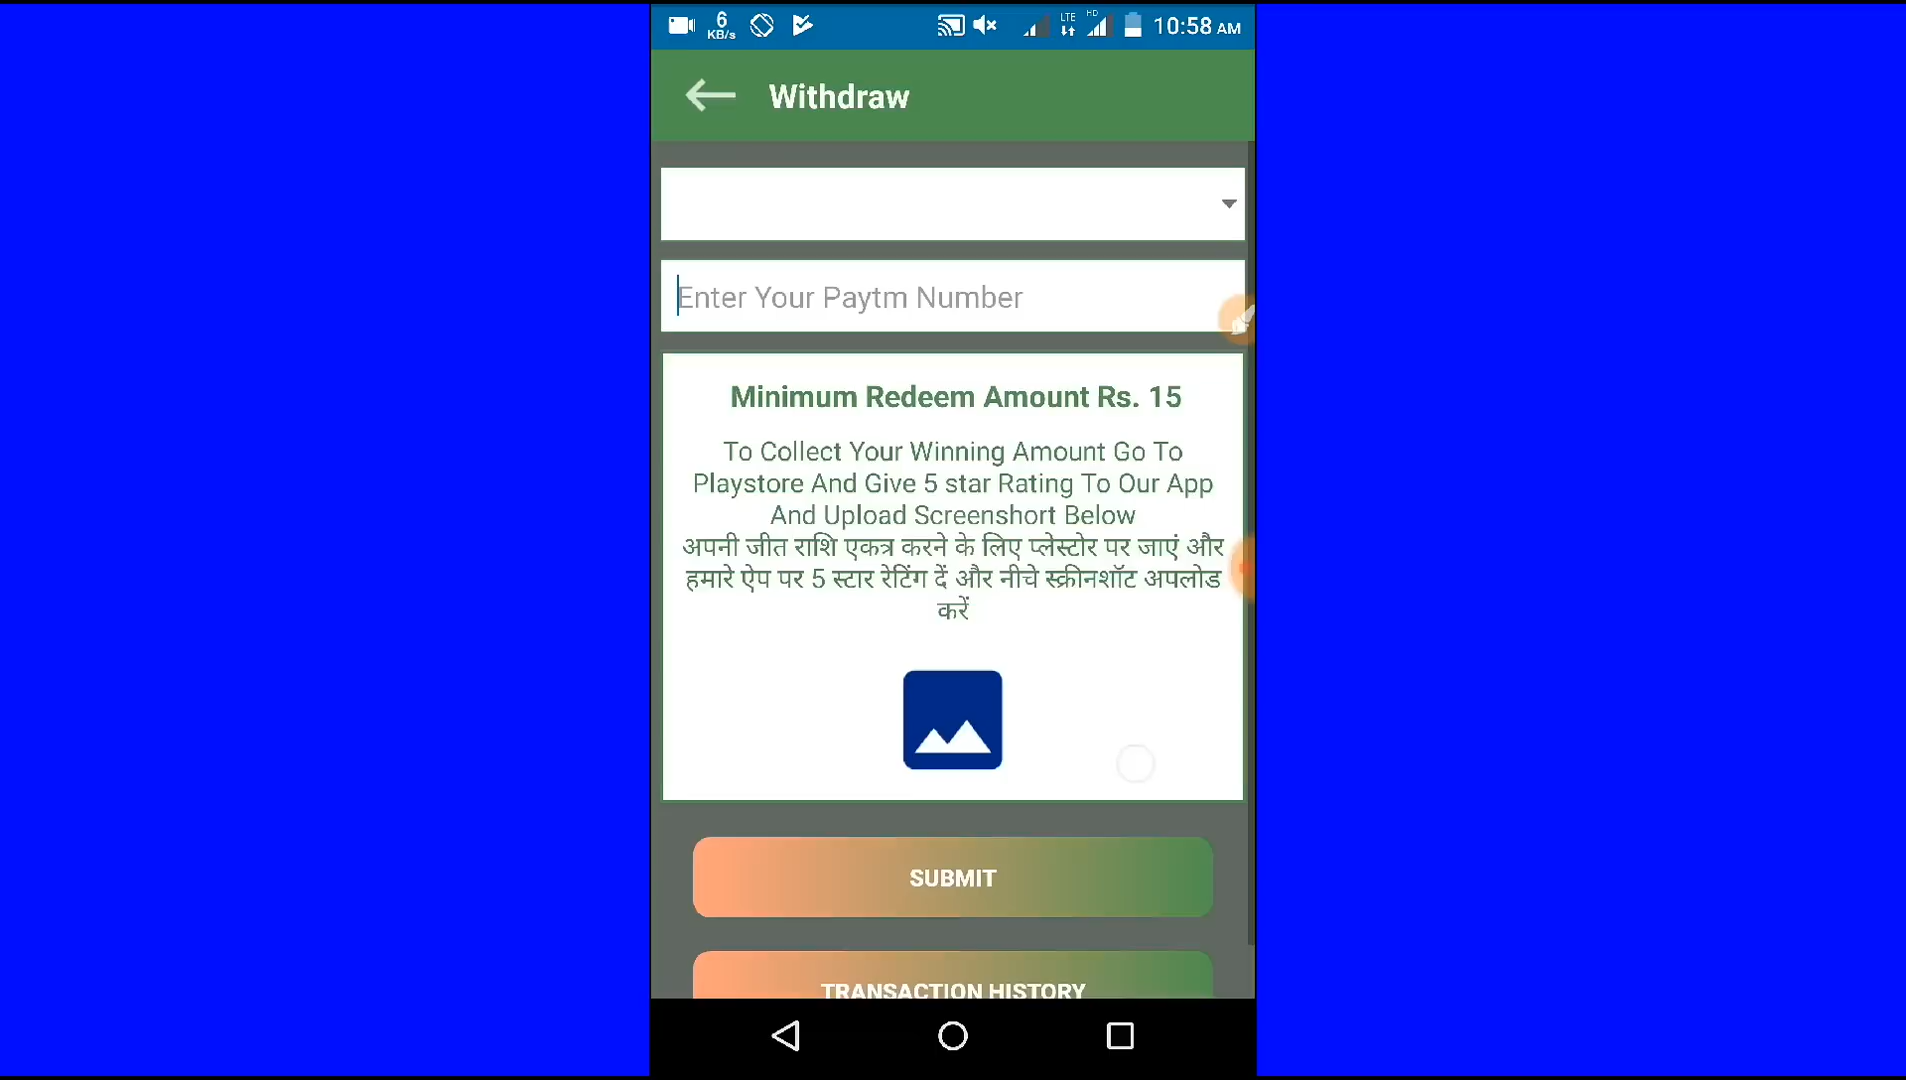 6
KB/s
LTE
HD
10:58 AM
Withdraw
Enter Your Paytm Number
Minimum Redeem Amount Rs. 15
To Collect Your Winning Amount Go To
Playstore And Give 5 star Rating To Our App
And Upload Screenshort Below
अपनी जीत राशि एकत्र करने के लिए प्लेस्टोर पर जाएं और
हमारे ऐप पर 5 स्टार रेटिंग दें और नीचे स्क्रीनशॉट अपलोड
करें
SUBMIT
TRANSACTION HISTORY